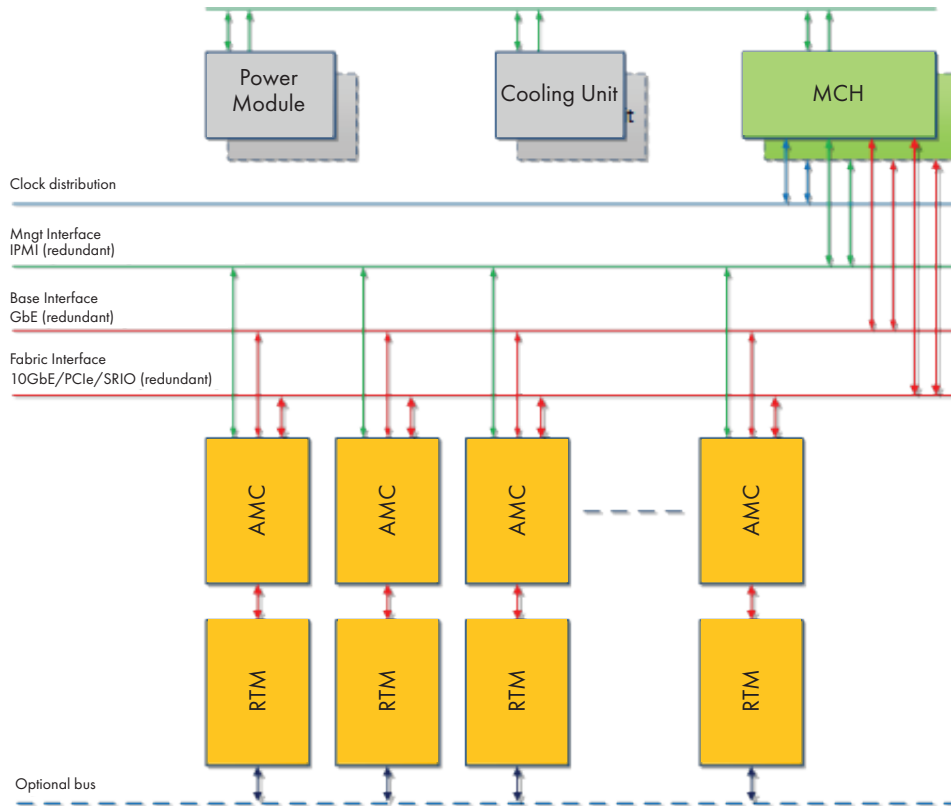 Power
Module
Cooling Unit
t
MCH
Clock distribution
Mngt Interface
IPMI (redundant)
Base Interface
GbE (redundant)
Fabric Interface
10GbE/PCIe/SRIO (redundant)
AMC
AMC
AMC
AMC
RTM
RTM
RTM
RTM
Optional bus